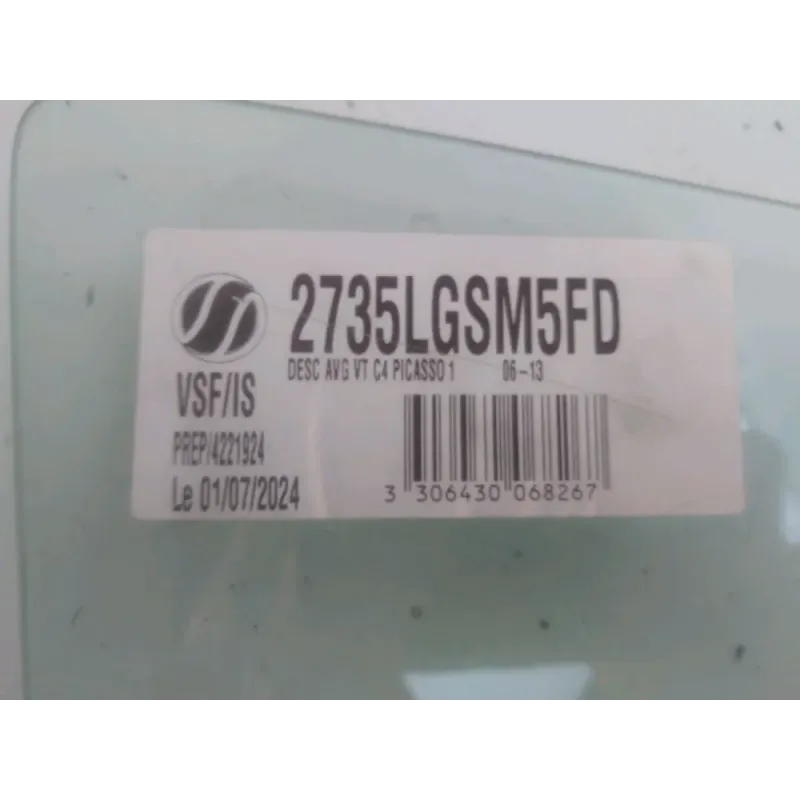 2735LGSM5FD
DESC AVG VT C4 PICASSO 1 06-13
VSF/IS
PREP/4221924
Le 01/07/2024
3 306430 068267